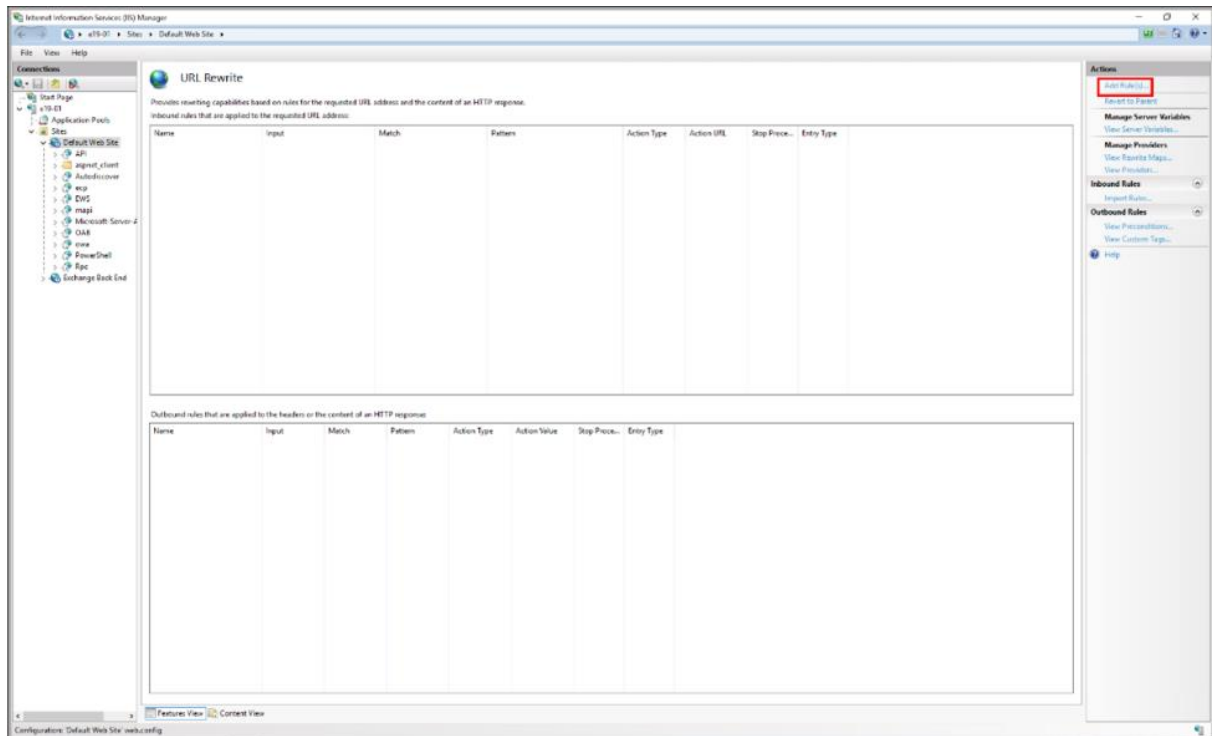 Internet Information Services (IIS) Manager
e19-01 Sites Default Web Site
File View Help
Connections
Start Page
e19-01
Application Pools
Sites
Default Web Site
API
aspnet_client
Autodiscover
ecp
EWS
mapi
Microsoft-Server-A
OAB
owa
PowerShell
Rpc
Exchange Back End
URL Rewrite
Provides rewriting capabilities based on rules for the requested URL address and the content of an HTTP response.
Inbound rules that are applied to the requested URL address:
Name Input Match Pattern Action Type Action URL Stop Proce... Entry Type
Outbound rules that are applied to the headers or the content of an HTTP response:
Name Input Match Pattern Action Type Action Value Stop Proce... Entry Type
Features View Content View
Actions
Add Rule(s)...
Revert to Parent
Manage Server Variables
View Server Variables...
Manage Providers
View Rewrite Maps...
View Providers...
Inbound Rules
Import Rules...
Outbound Rules
View Preconditions...
View Custom Tags...
Help
Configuration: 'Default Web Site' web.config